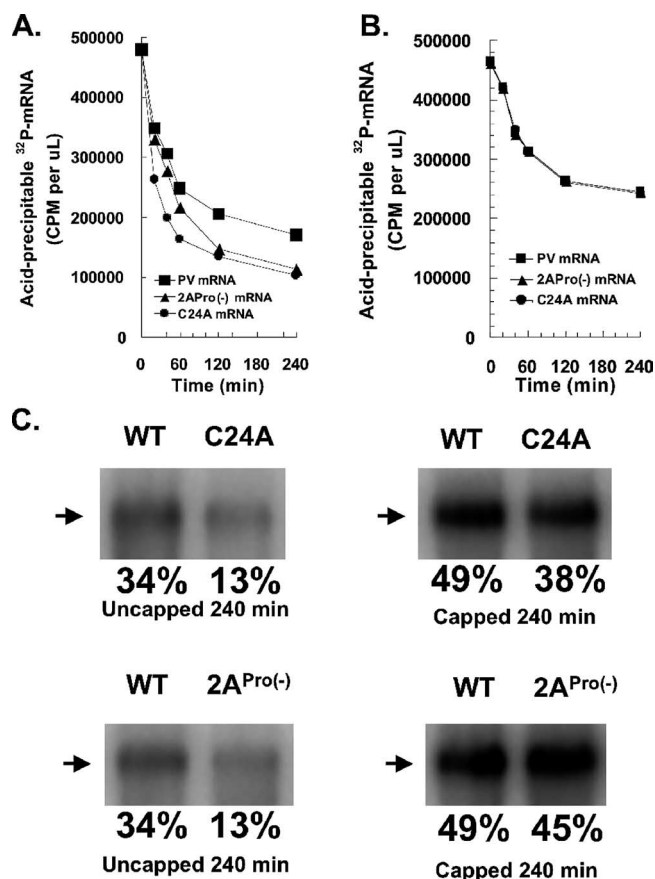 A.
Acid-precipitable ³²P-mRNA
(CPM per uL)
500000
400000
300000
200000
100000
0
PV mRNA
2APro(-) mRNA
C24A mRNA
0 60 120 180 240
Time (min)
B.
Acid-precipitable ³²P-mRNA
(CPM per uL)
500000
400000
300000
200000
100000
0
PV mRNA
2APro(-) mRNA
C24A mRNA
0 60 120 180 240
Time (min)
C.
WT C24A
34% 13%
Uncapped 240 min
WT C24A
49% 38%
Capped 240 min
WT 2A^Pro(-)
34% 13%
Uncapped 240 min
WT 2A^Pro(-)
49% 45%
Capped 240 min